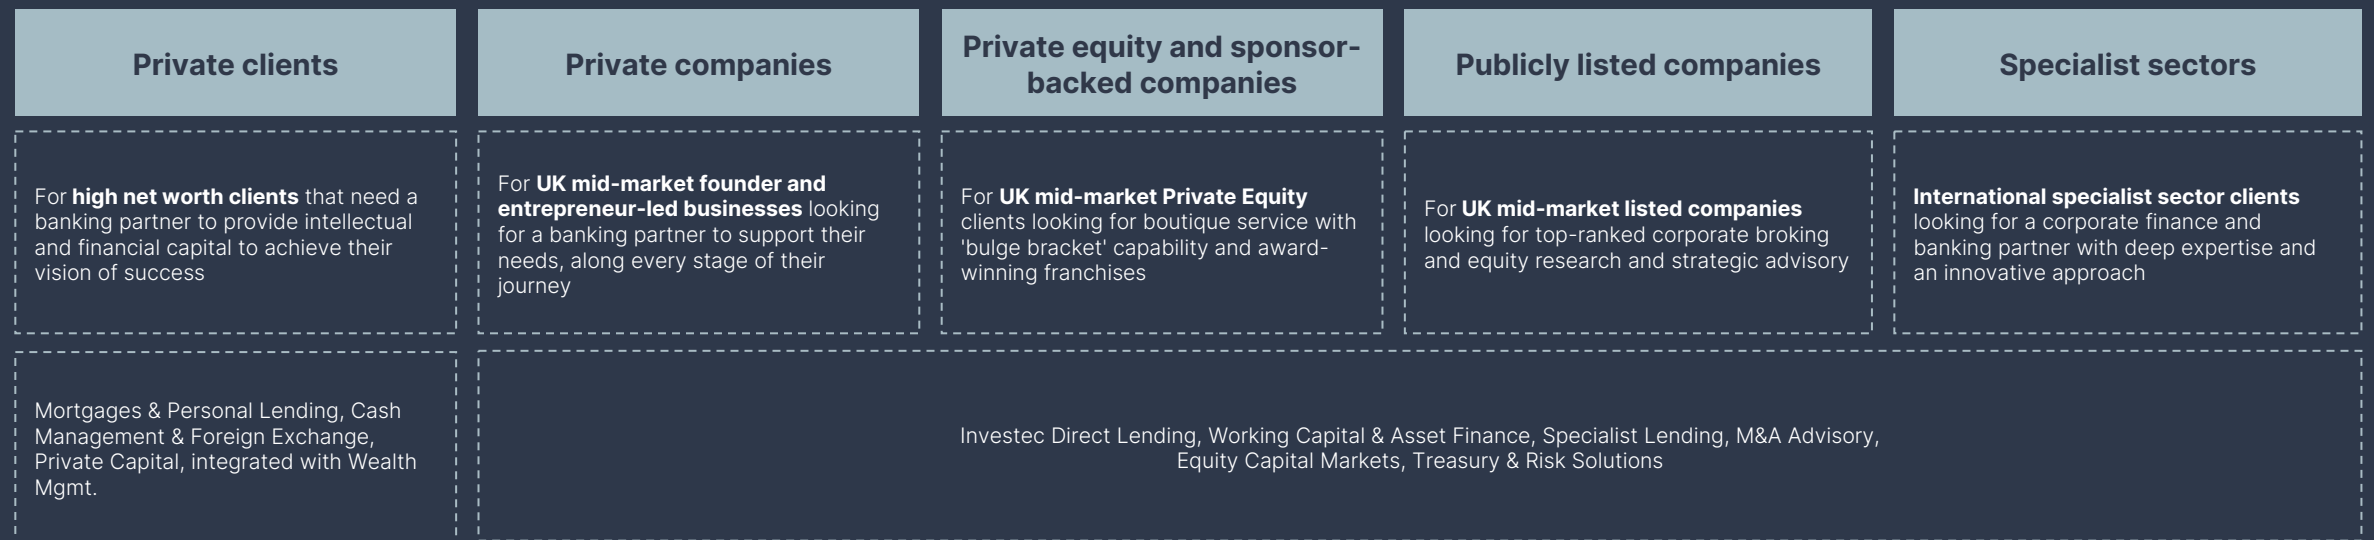 Private clients
Private companies
Private equity and sponsor-
backed companies
Publicly listed companies
Specialist sectors
For high net worth clients that need a
banking partner to provide intellectual
and financial capital to achieve their
vision of success
For UK mid-market founder and
entrepreneur-led businesses looking
for a banking partner to support their
needs, along every stage of their
journey
For UK mid-market Private Equity
clients looking for boutique service with
'bulge bracket' capability and award-
winning franchises
For UK mid-market listed companies
looking for top-ranked corporate broking
and equity research and strategic advisory
International specialist sector clients
looking for a corporate finance and
banking partner with deep expertise and
an innovative approach
Mortgages & Personal Lending, Cash
Management & Foreign Exchange,
Private Capital, integrated with Wealth
Mgmt.
Investec Direct Lending, Working Capital & Asset Finance, Specialist Lending, M&A Advisory,
Equity Capital Markets, Treasury & Risk Solutions